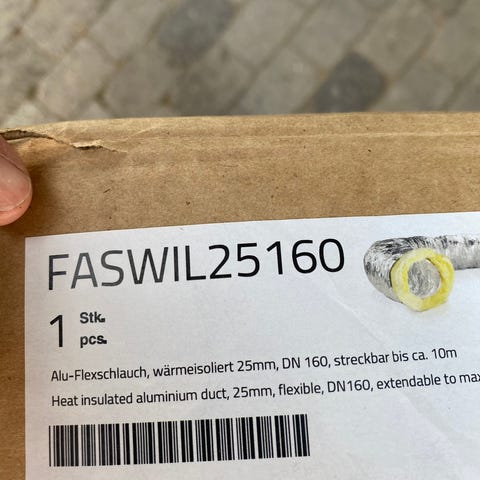 FASWIL25160
1 Stk.
pcs.
Alu-Flexschlauch, wärmeisoliert 25mm, DN 160, streckbar bis ca. 10m
Heat insulated aluminium duct, 25mm, flexible, DN160, extendable to